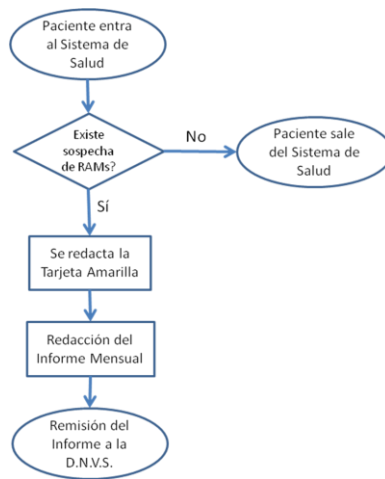 Paciente entra
al Sistema de
Salud
Existe
sospecha
de RAMs?
No
Paciente sale
del Sistema de
Salud
Sí
Se redacta la
Tarjeta Amarilla
Redacción del
Informe Mensual
Remisión del
Informe a la
D.N.V.S.